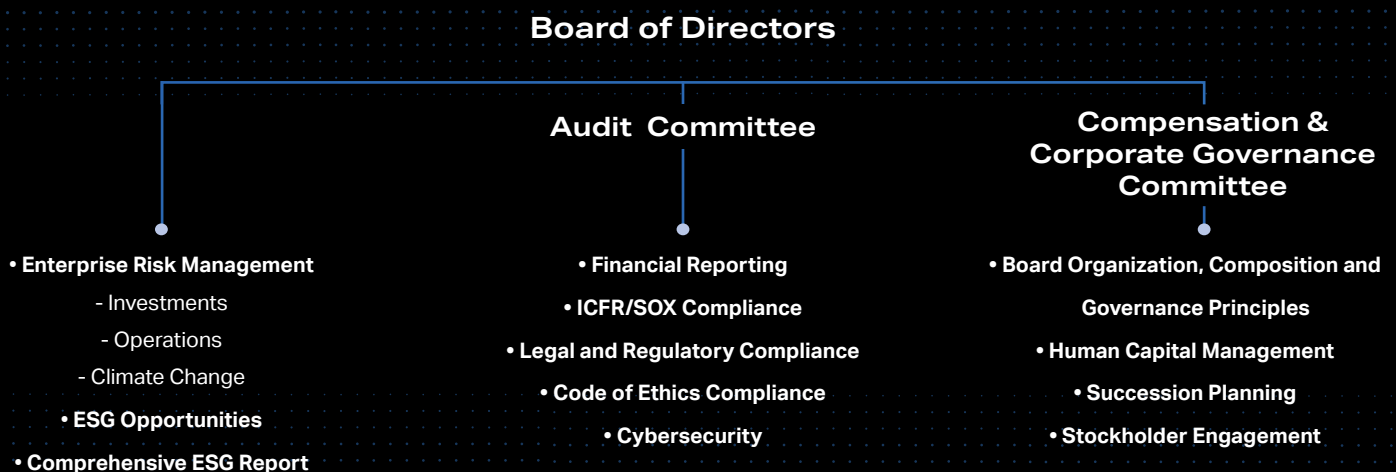 Board of Directors
Audit Committee
Compensation &
Corporate Governance
Committee
• Enterprise Risk Management
- Investments
- Operations
- Climate Change
• ESG Opportunities
• Comprehensive ESG Report
• Financial Reporting
• ICFR/SOX Compliance
• Legal and Regulatory Compliance
• Code of Ethics Compliance
• Cybersecurity
• Board Organization, Composition and
Governance Principles
• Human Capital Management
• Succession Planning
• Stockholder Engagement